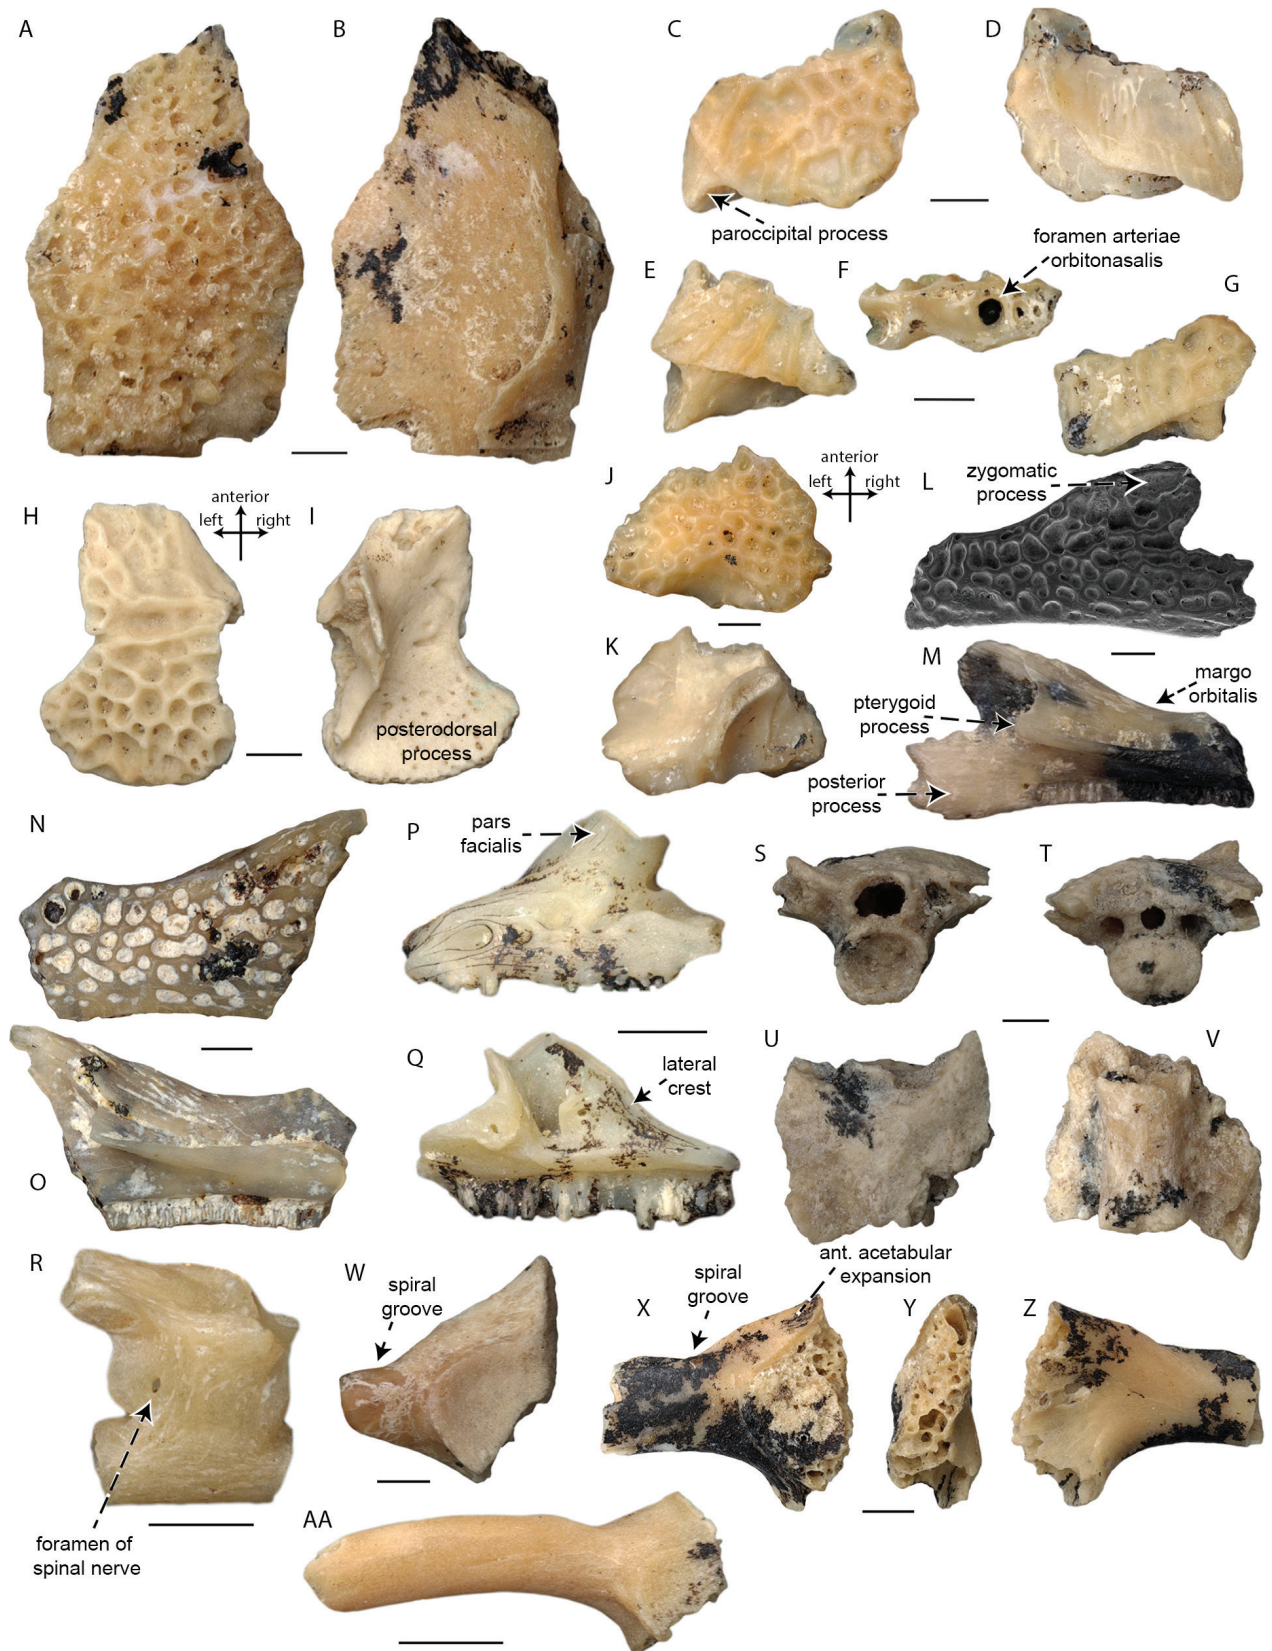 A
B
C
D
paroccipital process
foramen arteriae
orbitonasalis
E
F
G
H
anterior
left right
I
posterodorsal
process
J
anterior
left right
K
zygomatic
process
L
M
margo
orbitalis
pterygoid
process
posterior
process
N
O
P
pars
facialis
Q
lateral
crest
S
T
U
V
R
foramen of
spinal nerve
W
spiral
groove
X
spiral
groove
ant. acetabular
expansion
Y
Z
AA